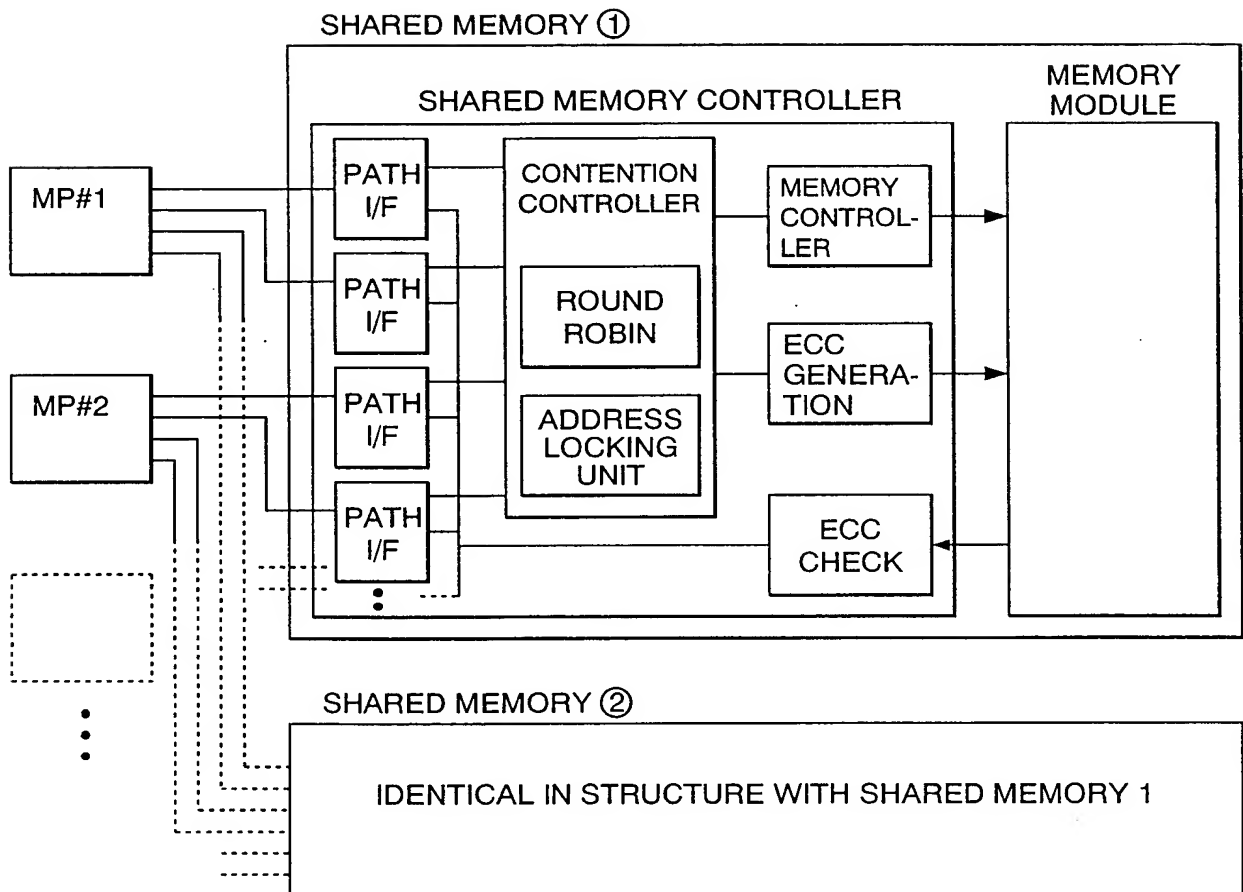 SHARED MEMORY ①
SHARED MEMORY CONTROLLER
MEMORY
MODULE
MP#1
PATH
I/F
PATH
I/F
MP#2
PATH
I/F
PATH
I/F
CONTENTION
CONTROLLER
ROUND
ROBIN
ADDRESS
LOCKING
UNIT
MEMORY
CONTROL-
LER
ECC
GENERA-
TION
ECC
CHECK
SHARED MEMORY ②
IDENTICAL IN STRUCTURE WITH SHARED MEMORY 1